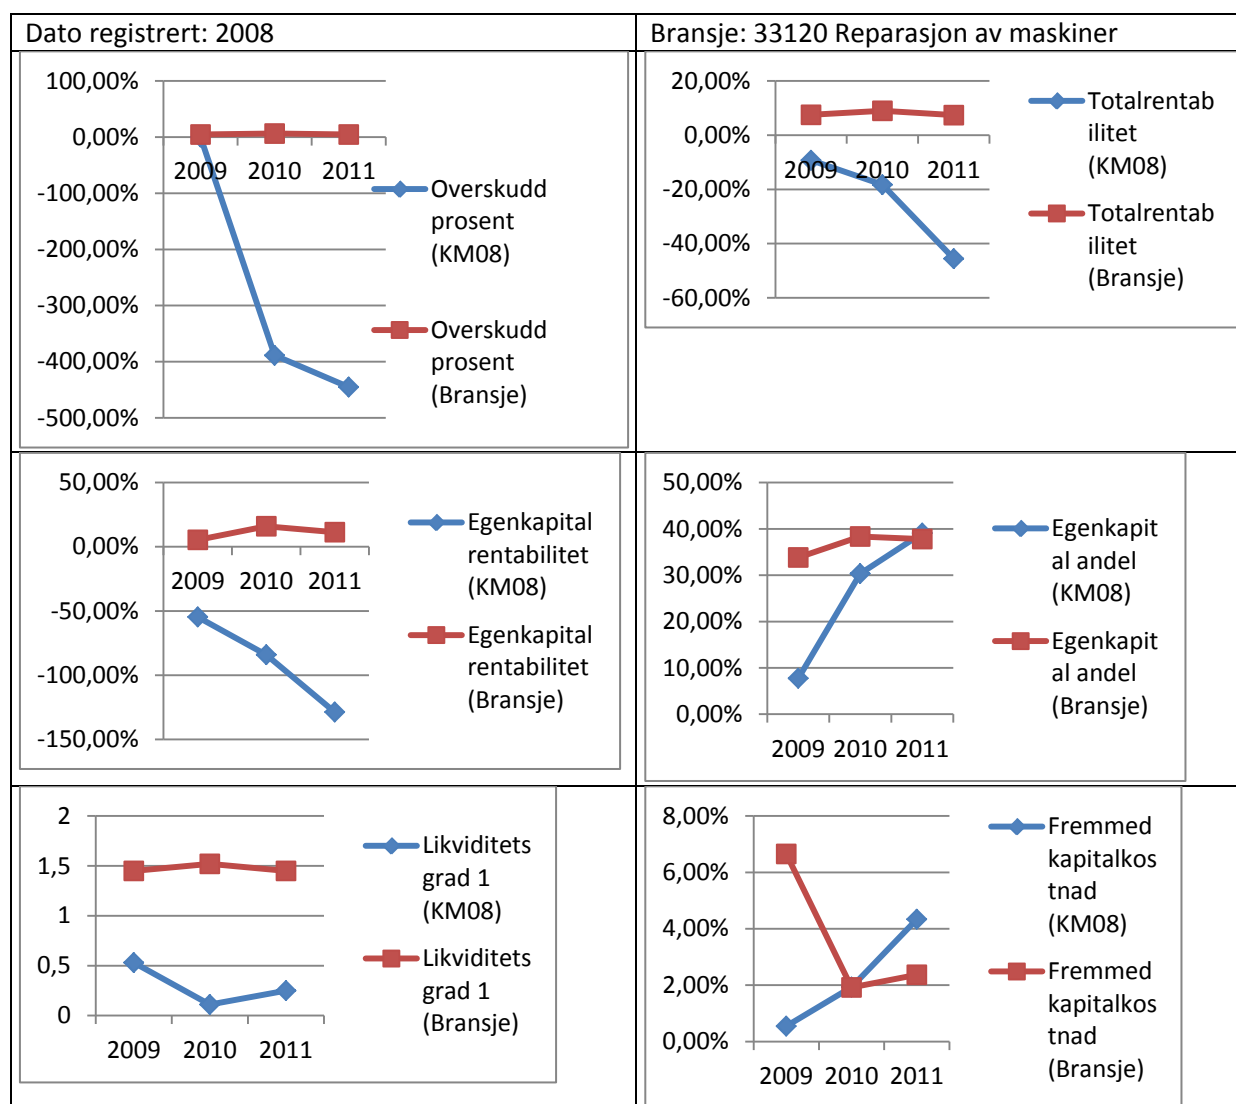 Dato registrert: 2008
Bransje: 33120 Reparasjon av maskiner
100,00%
0,00%
-100,00%
-200,00%
-300,00%
-400,00%
-500,00%
2009 2010 2011
Overskudd
prosent
(KM08)
Overskudd
prosent
(Bransje)
20,00%
0,00%
-20,00%
-40,00%
-60,00%
2009 2010 2011
Totalrentab
ilitet
(KM08)
Totalrentab
ilitet
(Bransje)
50,00%
0,00%
-50,00%
-100,00%
-150,00%
2009 2010 2011
Egenkapital
rentabilitet
(KM08)
Egenkapital
rentabilitet
(Bransje)
50,00%
40,00%
30,00%
20,00%
10,00%
0,00%
2009 2010 2011
Egenkapit
al andel
(KM08)
Egenkapit
al andel
(Bransje)
2
1,5
1
0,5
0
2009 2010 2011
Likviditets
grad 1
(KM08)
Likviditets
grad 1
(Bransje)
8,00%
6,00%
4,00%
2,00%
0,00%
2009 2010 2011
Fremmed
kapitalkos
tnad
(KM08)
Fremmed
kapitalkos
tnad
(Bransje)